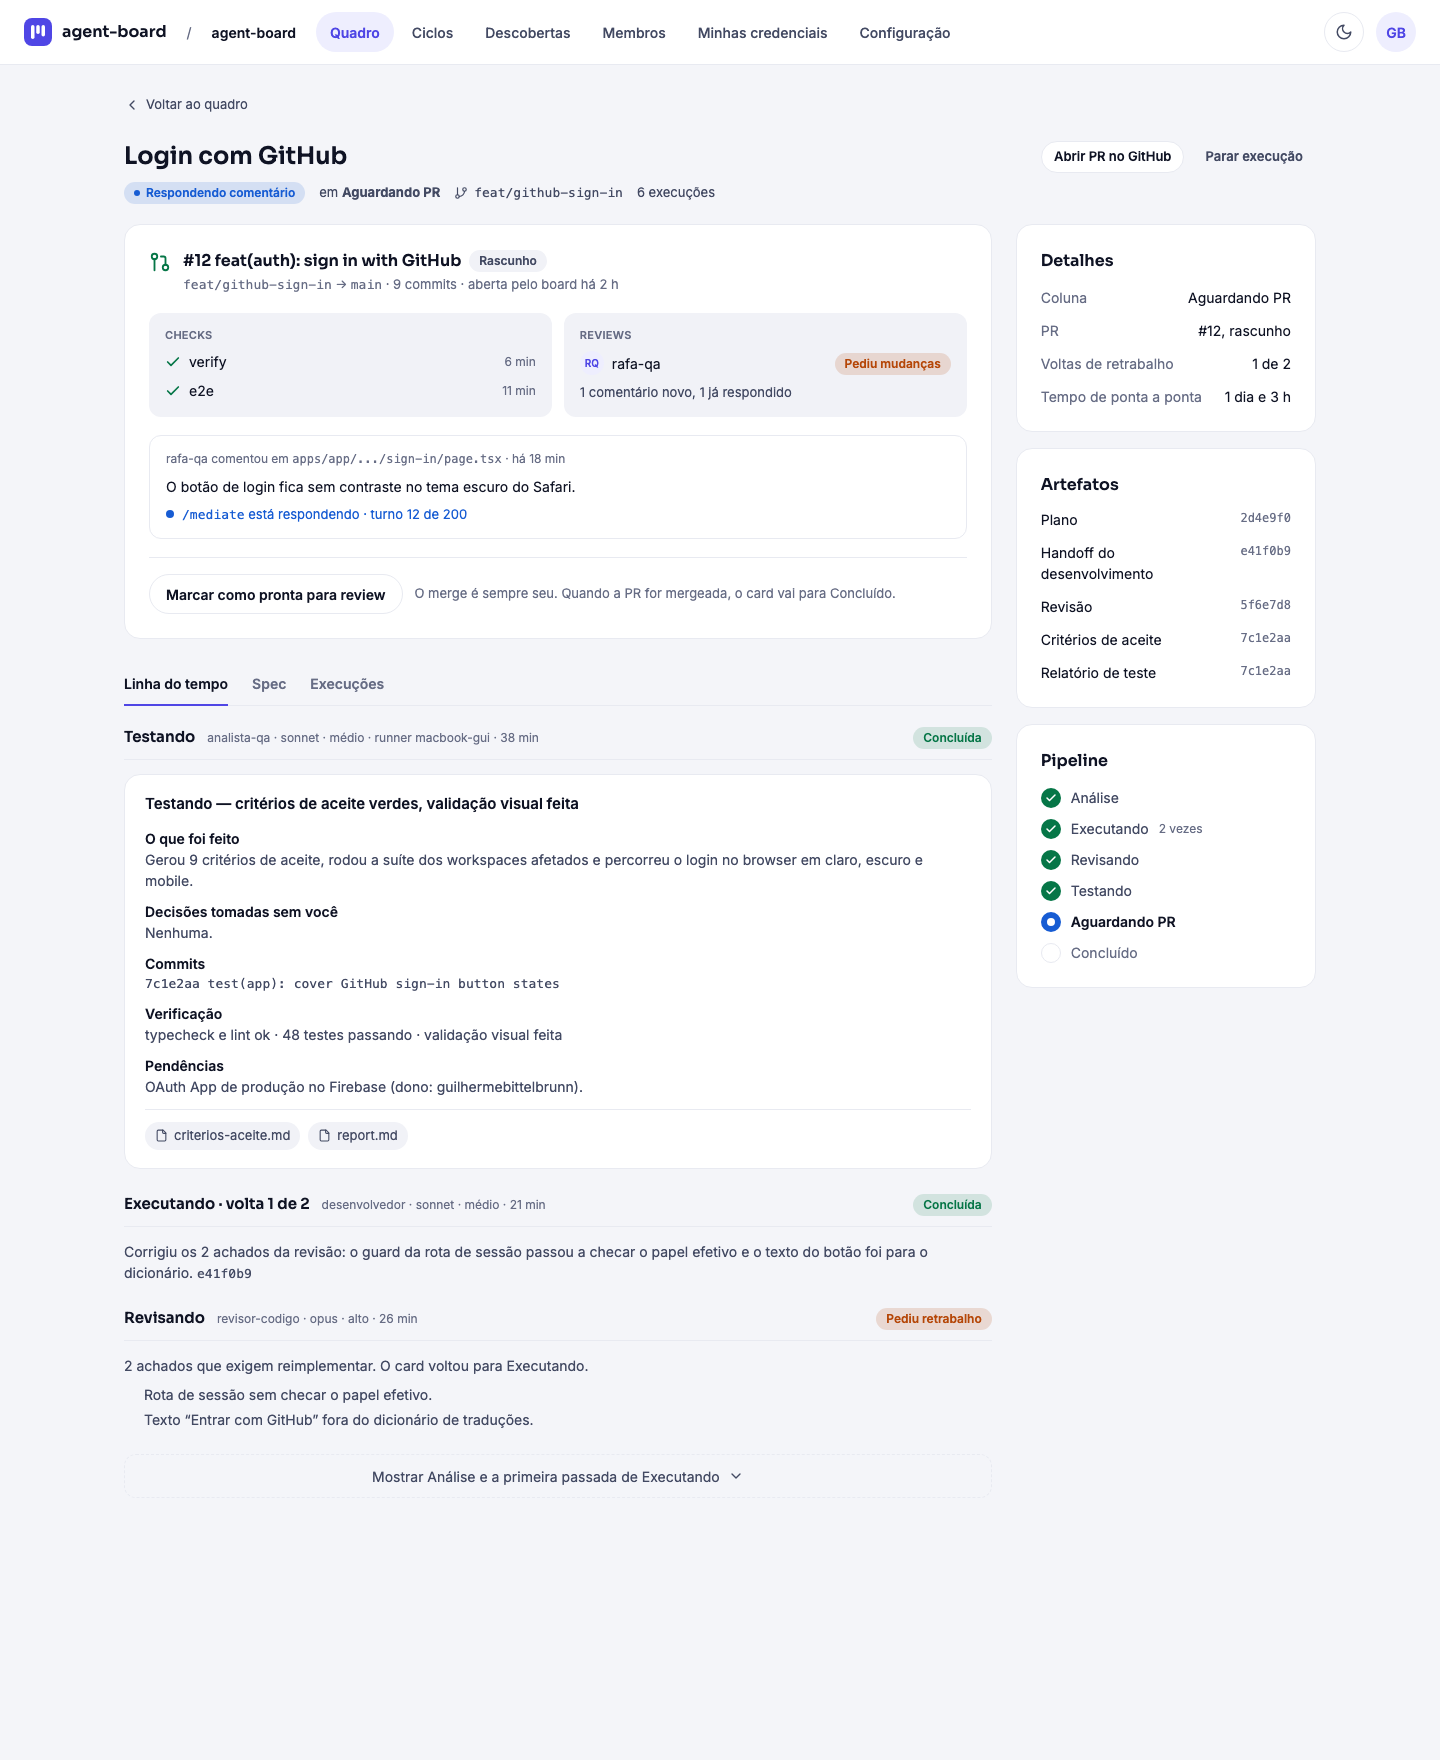 agent-board / agent-board Quadro Ciclos Descobertas Membros Minhas credenciais Configuração GB
Voltar ao quadro
Login com GitHub
Abrir PR no GitHub Parar execução
Respondendo comentário em Aguardando PR feat/github-sign-in 6 execuções
#12 feat(auth): sign in with GitHub Rascunho
feat/github-sign-in → main · 9 commits · aberta pelo board há 2 h
CHECKS
verify 6 min
e2e 11 min
REVIEWS
RQ rafa-qa Pediu mudanças
1 comentário novo, 1 já respondido
rafa-qa comentou em apps/app/.../sign-in/page.tsx · há 18 min
O botão de login fica sem contraste no tema escuro do Safari.
/mediate está respondendo · turno 12 de 200
Marcar como pronta para review O merge é sempre seu. Quando a PR for mergeada, o card vai para Concluído.
Linha do tempo Spec Execuções
Testando analista-qa · sonnet · médio · runner macbook-gui · 38 min Concluída
Testando — critérios de aceite verdes, validação visual feita
O que foi feito
Gerou 9 critérios de aceite, rodou a suíte dos workspaces afetados e percorreu o login no browser em claro, escuro e
mobile.
Decisões tomadas sem você
Nenhuma.
Commits
7c1e2aa test(app): cover GitHub sign-in button states
Verificação
typecheck e lint ok · 48 testes passando · validação visual feita
Pendências
OAuth App de produção no Firebase (dono: guilhermebittelbrunn).
criterios-aceite.md report.md
Executando · volta 1 de 2 desenvolvedor · sonnet · médio · 21 min Concluída
Corrigiu os 2 achados da revisão: o guard da rota de sessão passou a checar o papel efetivo e o texto do botão foi para o
dicionário. e41f0b9
Revisando revisor-codigo · opus · alto · 26 min Pediu retrabalho
2 achados que exigem reimplementar. O card voltou para Executando.
Rota de sessão sem checar o papel efetivo.
Texto “Entrar com GitHub” fora do dicionário de traduções.
Mostrar Análise e a primeira passada de Executando
Detalhes
Coluna Aguardando PR
PR #12, rascunho
Voltas de retrabalho 1 de 2
Tempo de ponta a ponta 1 dia e 3 h
Artefatos
Plano 2d4e9f0
Handoff do e41f0b9
desenvolvimento
Revisão 5f6e7d8
Critérios de aceite 7c1e2aa
Relatório de teste 7c1e2aa
Pipeline
Análise
Executando 2 vezes
Revisando
Testando
Aguardando PR
Concluído